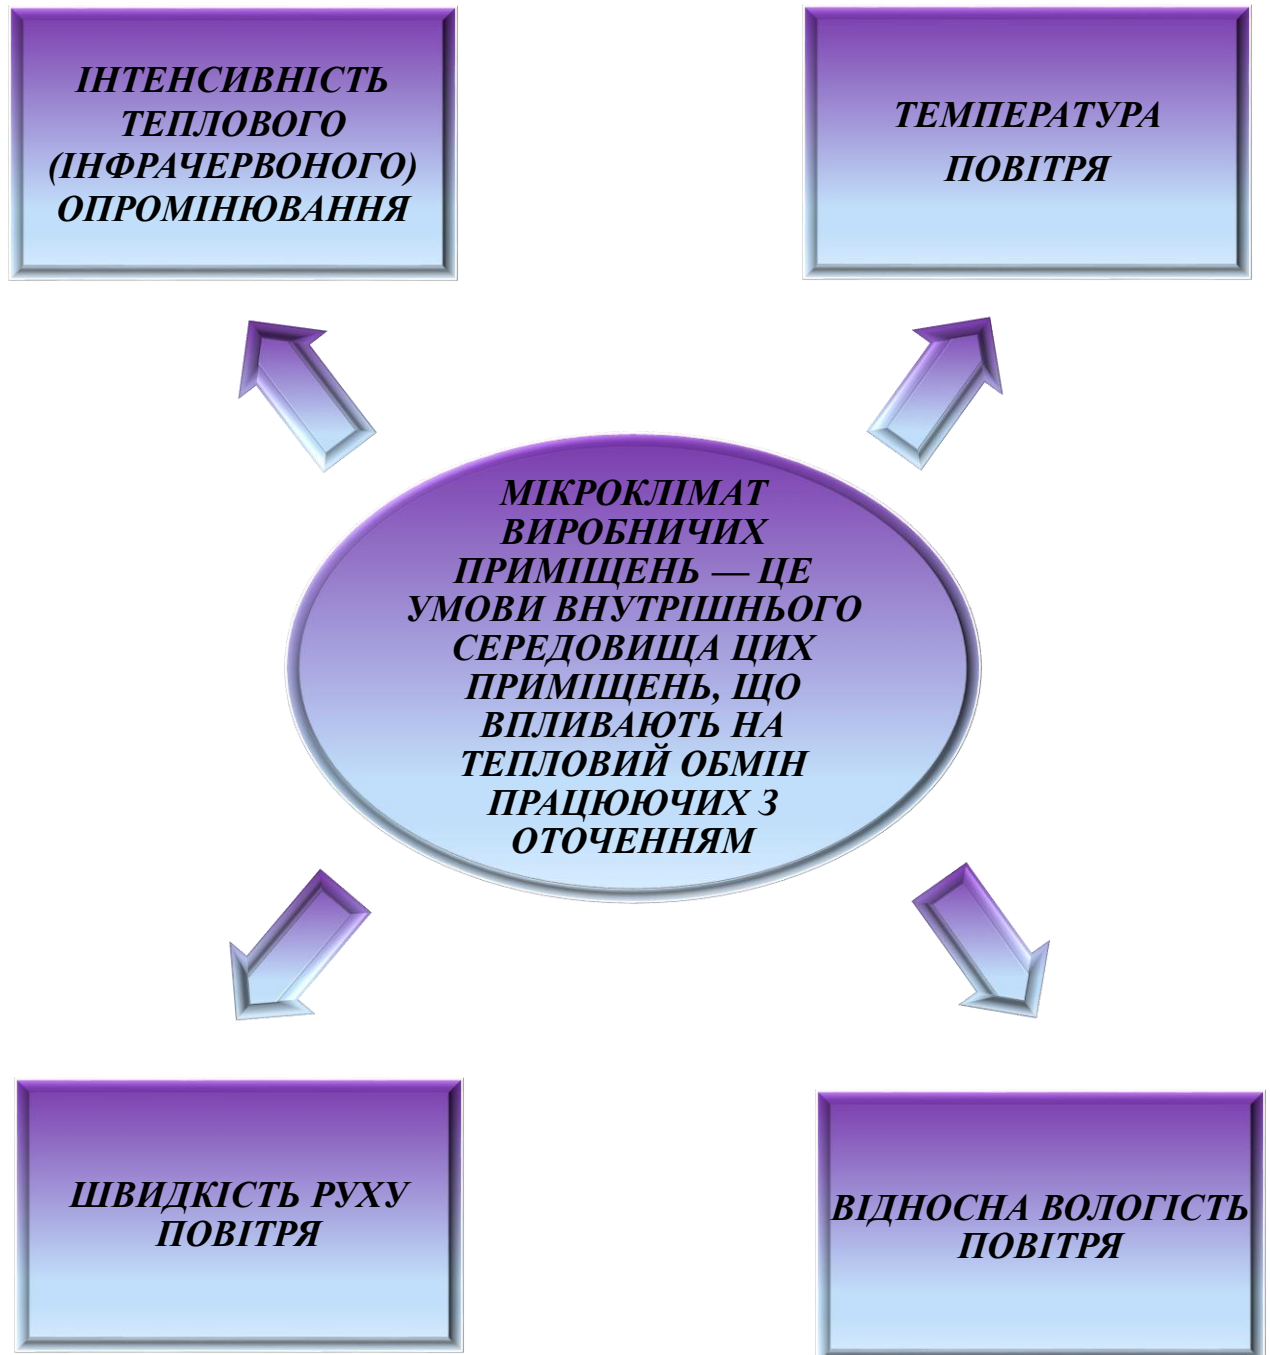 ІНТЕНСИВНІСТЬ
ТЕПЛОВОГО
(ІНФРАЧЕРВОНОГО)
ОПРОМІНЮВАННЯ
ТЕМПЕРАТУРА
ПОВІТРЯ
МІКРОКЛІМАТ
ВИРОБНИЧИХ
ПРИМІЩЕНЬ — ЦЕ
УМОВИ ВНУТРІШНЬОГО
СЕРЕДОВИЩА ЦИХ
ПРИМІЩЕНЬ, ЩО
ВПЛИВАЮТЬ НА
ТЕПЛОВИЙ ОБМІН
ПРАЦЮЮЧИХ З
ОТОЧЕННЯМ
ШВИДКІСТЬ РУХУ
ПОВІТРЯ
ВІДНОСНА ВОЛОГІСТЬ
ПОВІТРЯ